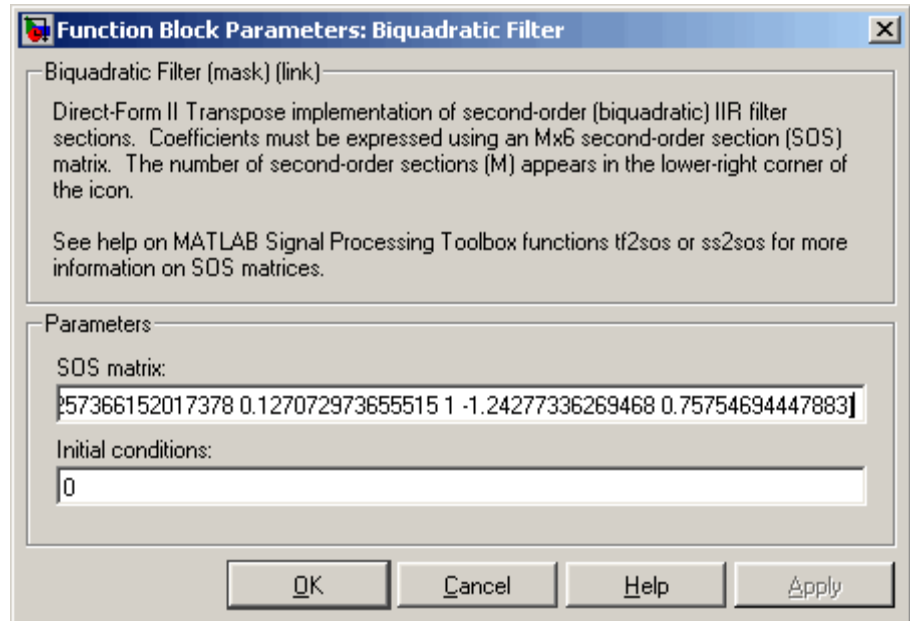 Function Block Parameters: Biquadratic Filter
Biquadratic Filter (mask) (link)
Direct-Form II Transpose implementation of second-order (biquadratic) IIR filter
sections.  Coefficients must be expressed using an Mx6 second-order section (SOS)
matrix.  The number of second-order sections (M) appears in the lower-right corner of
the icon.
See help on MATLAB Signal Processing Toolbox functions tf2sos or ss2sos for more
information on SOS matrices.
Parameters
SOS matrix:
257366152017378 0.127072973655515 1 -1.24277336269468 0.757546944478831]
Initial conditions:
0
OK
Cancel
Help
Apply